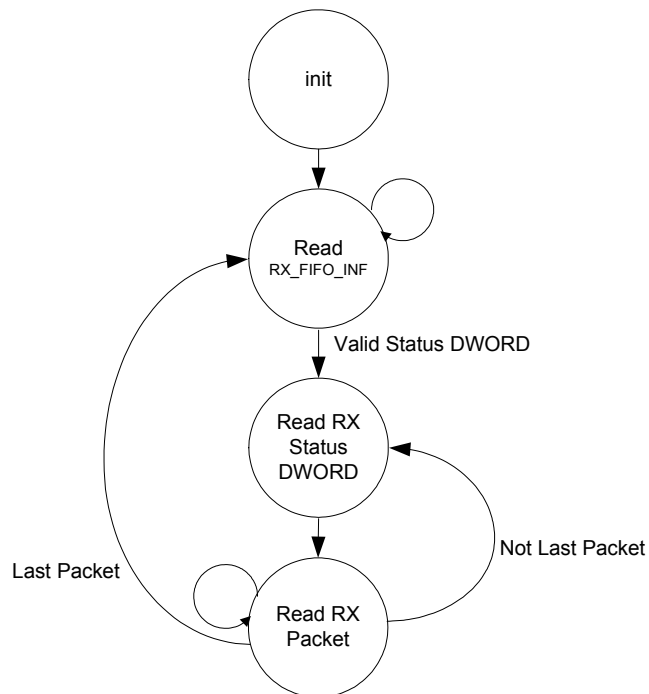 init
Read
RX_FIFO_INF
Valid Status DWORD
Read RX
Status
DWORD
Not Last Packet
Last Packet
Read RX
Packet